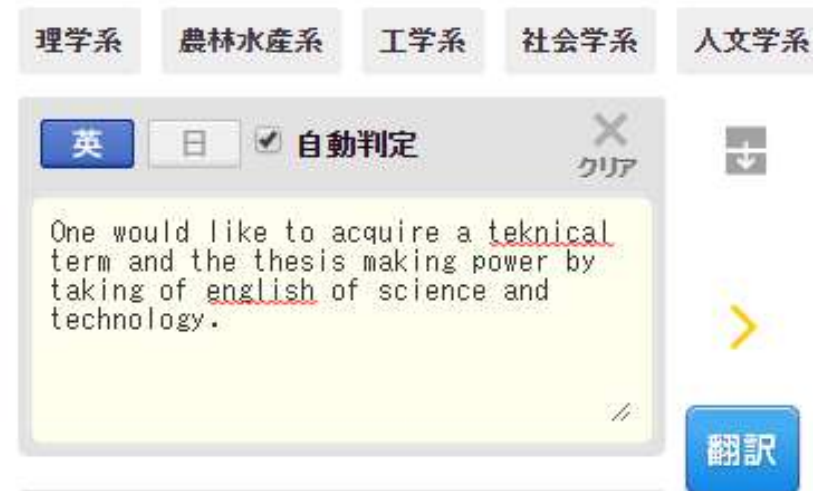 理学系 農林水産系 工学系 社会学系 人文学系
英 日 自動判定 クリア
One would like to acquire a teknical
term and the thesis making power by
taking of english of science and
technology.
翻訳